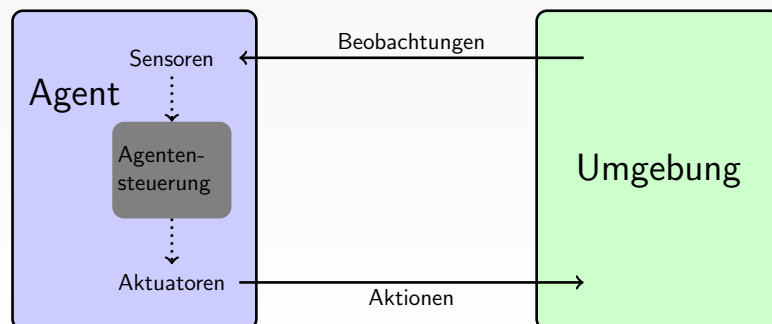 Beobachtungen
Sensoren
Agent
Agenten-
steuerung
Umgebung
Aktuatoren
Aktionen